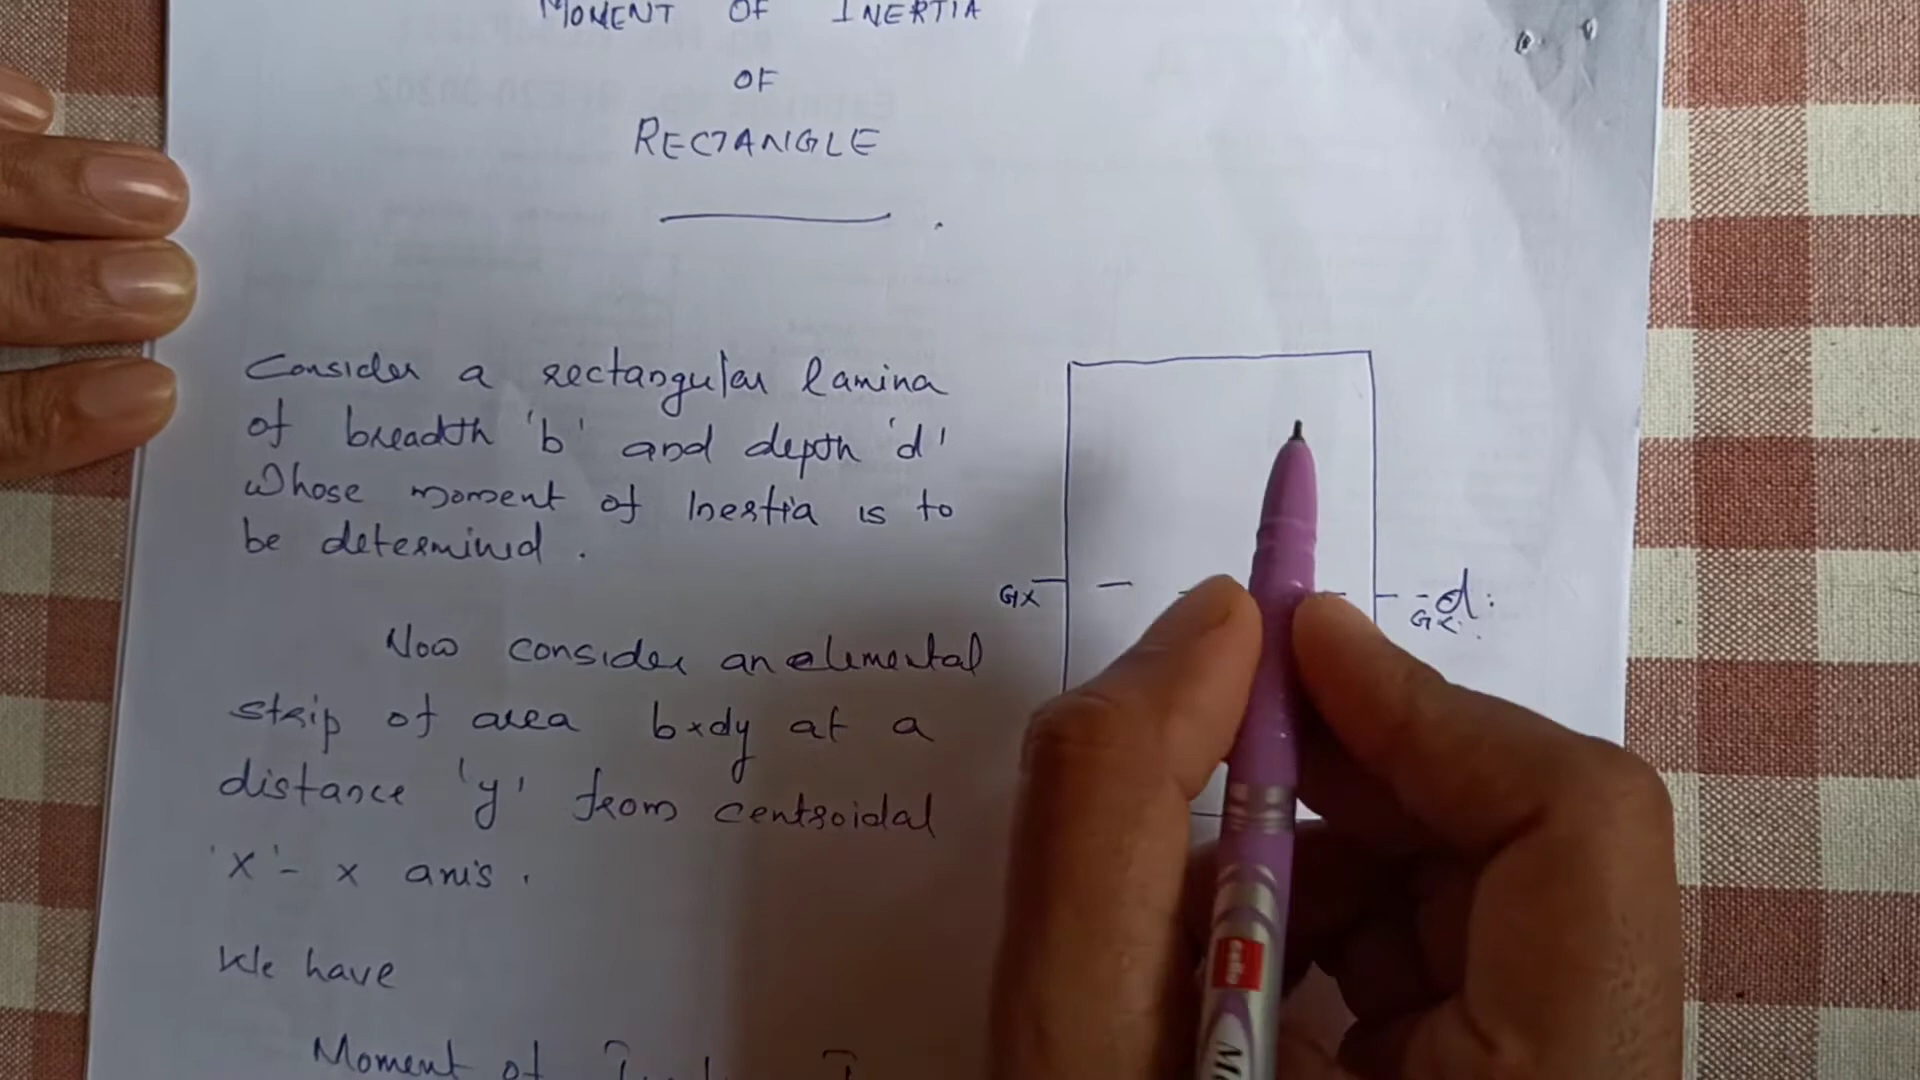 MOMENT OF INERTIA
OF
RECTANGLE
Consider a rectangular lamina
of breadth 'b' and depth 'd'
whose moment of Inertia is to
be determined.
Now consider an elemental
strip of area b×dy at a
distance 'y' from centroidal
'x' - x axis.
We have
Moment of
GX
d
GX
cello